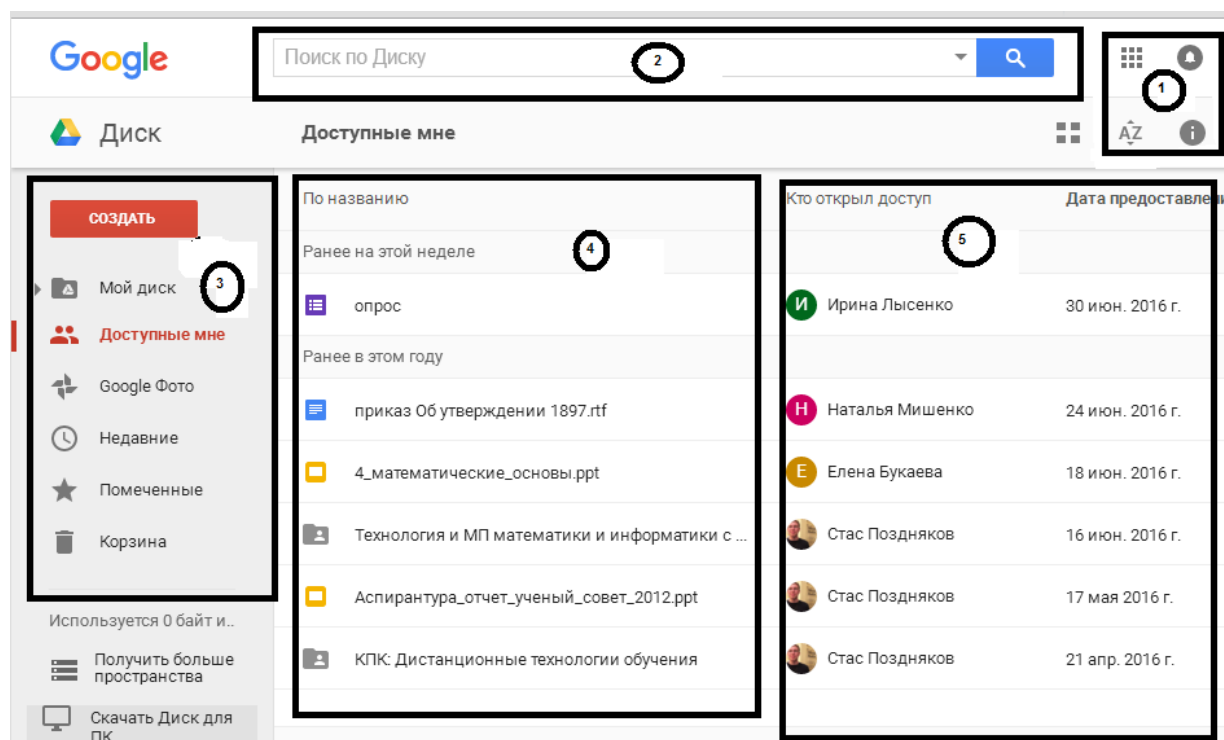 Google
Поиск по Диску
2
1
Диск
Доступные мне
AZ
СОЗДАТЬ
3
Мой диск
Доступные мне
Google Фото
Недавние
Помеченные
Корзина
Используется 0 байт и..
Получить больше
пространства
Скачать Диск для
ПК
По названию
4
Ранее на этой неделе
опрос
Ранее в этом году
приказ Об утверждении 1897.rtf
4_математические_основы.ppt
Технология и МП математики и информатики с ...
Аспирантура_отчет_ученый_совет_2012.ppt
КПК: Дистанционные технологии обучения
Кто открыл доступ
Дата предоставлени
5
И Ирина Лысенко 30 июн. 2016 г.
Н Наталья Мишенко 24 июн. 2016 г.
Е Елена Букаева 18 июн. 2016 г.
Стас Поздняков 16 июн. 2016 г.
Стас Поздняков 17 мая 2016 г.
Стас Поздняков 21 апр. 2016 г.